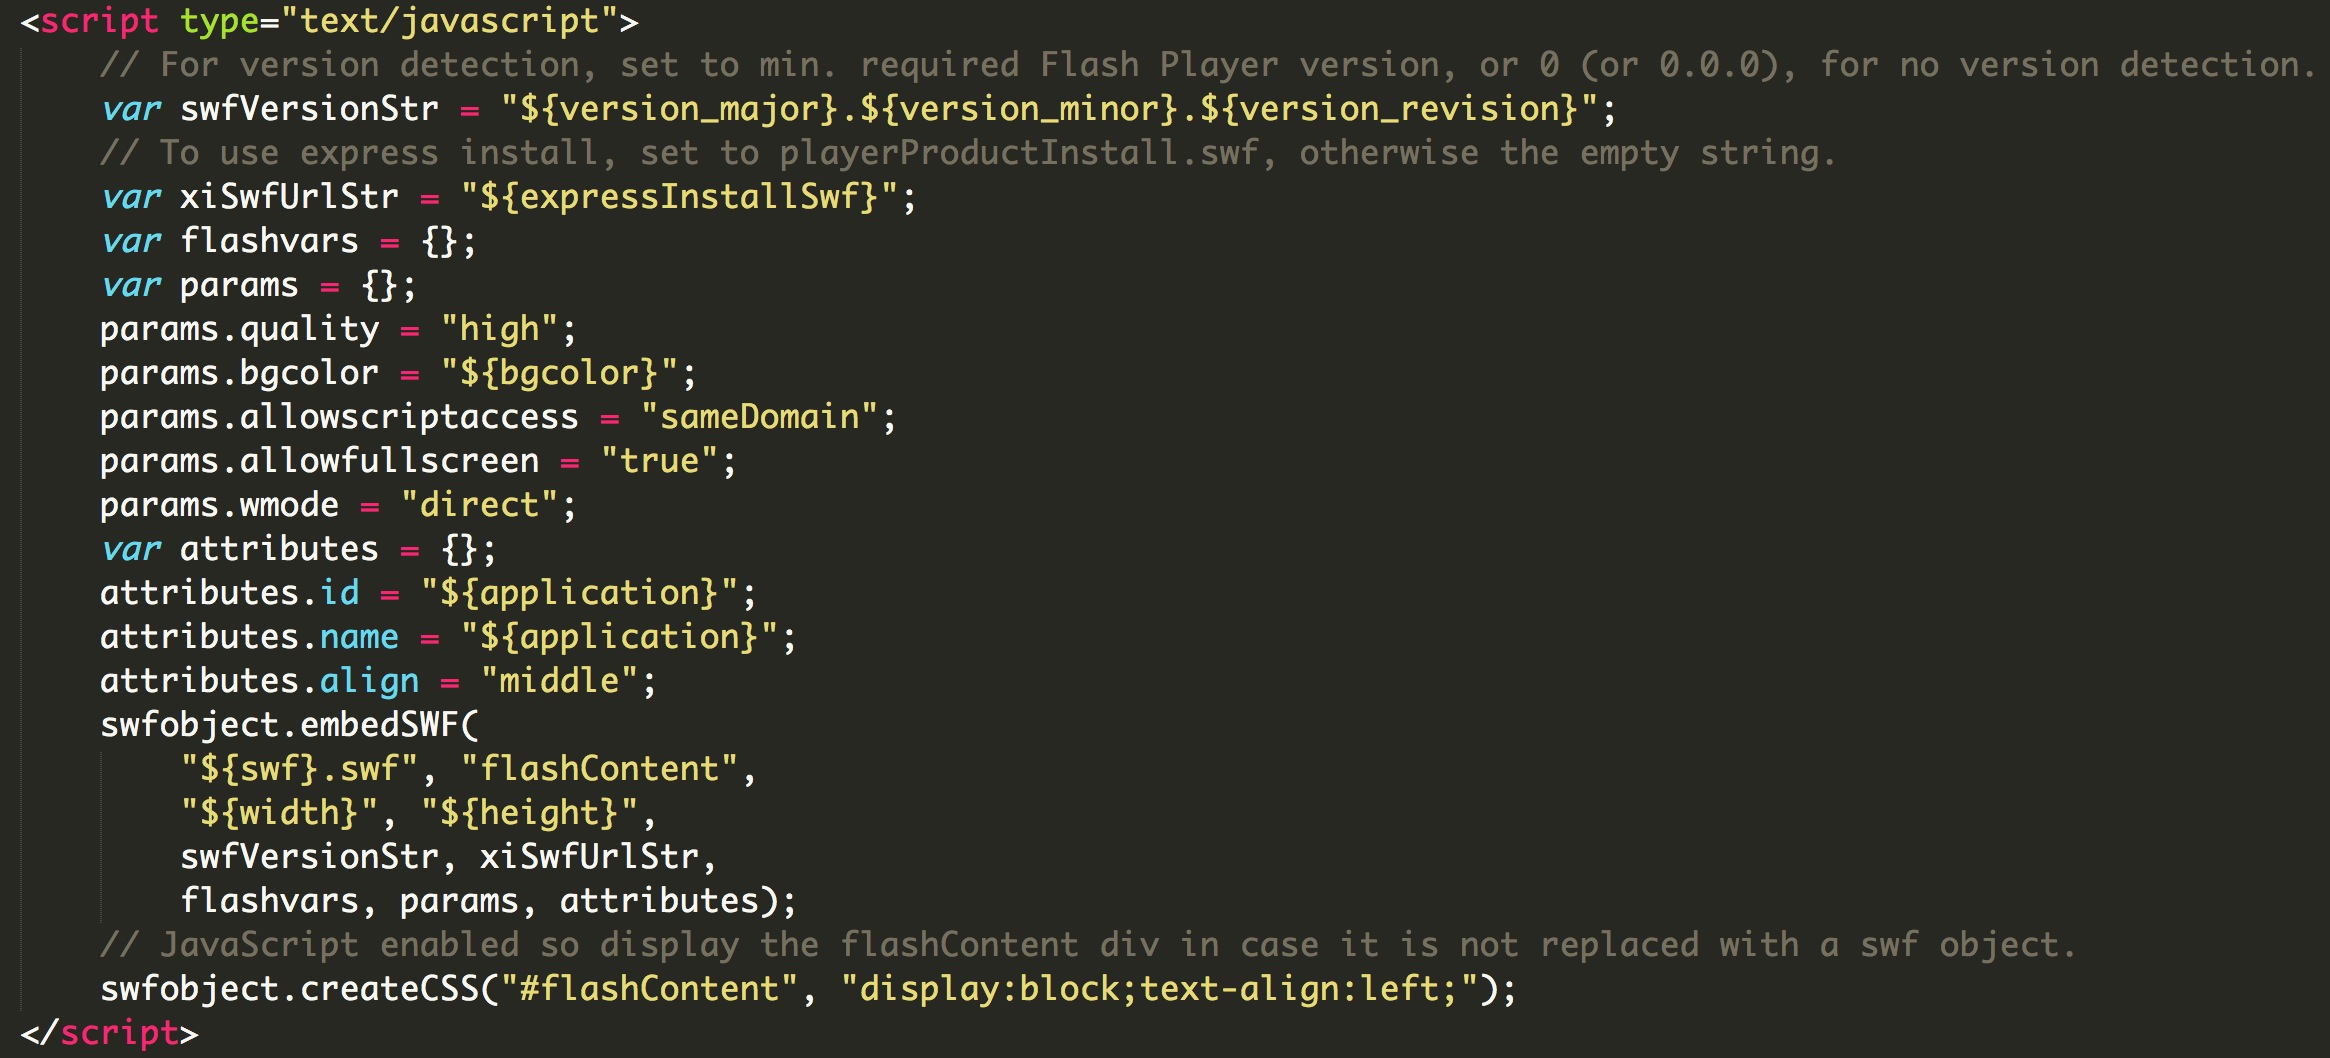 <script type="text/javascript">
// For version detection, set to min. required Flash Player version, or 0 (or 0.0.0), for no version detection.
var swfVersionStr = "${version_major}.${version_minor}.${version_revision}";
// To use express install, set to playerProductInstall.swf, otherwise the empty string.
var xiSwfUrlStr = "${expressInstallSwf}";
var flashvars = {};
var params = {};
params.quality = "high";
params.bgcolor = "${bgcolor}";
params.allowscriptaccess = "sameDomain";
params.allowfullscreen = "true";
params.wmode = "direct";
var attributes = {};
attributes.id = "${application}";
attributes.name = "${application}";
attributes.align = "middle";
swfobject.embedSWF(
"${swf}.swf", "flashContent",
"${width}", "${height}",
swfVersionStr, xiSwfUrlStr,
flashvars, params, attributes);
// JavaScript enabled so display the flashContent div in case it is not replaced with a swf object.
swfobject.createCSS("#flashContent", "display:block;text-align:left;");
</script>